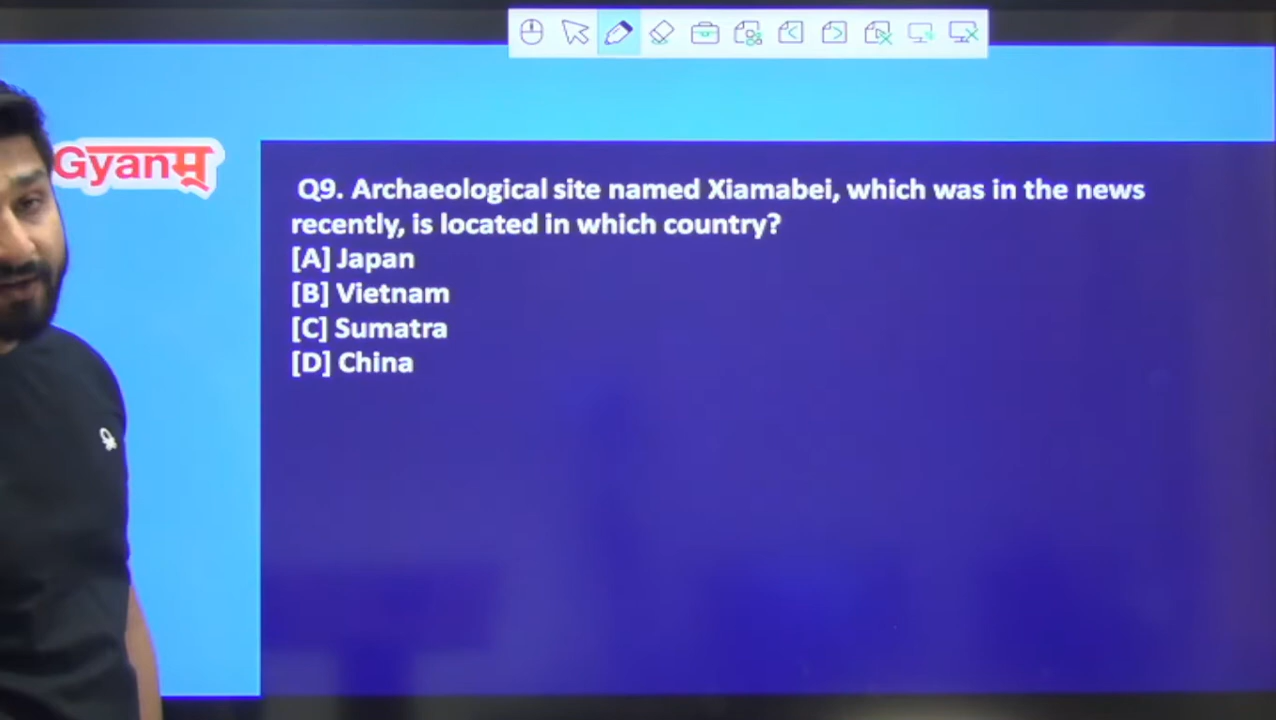 Gyanम्
Q9. Archaeological site named Xiamabei, which was in the news
recently, is located in which country?
[A] Japan
[B] Vietnam
[C] Sumatra
[D] China